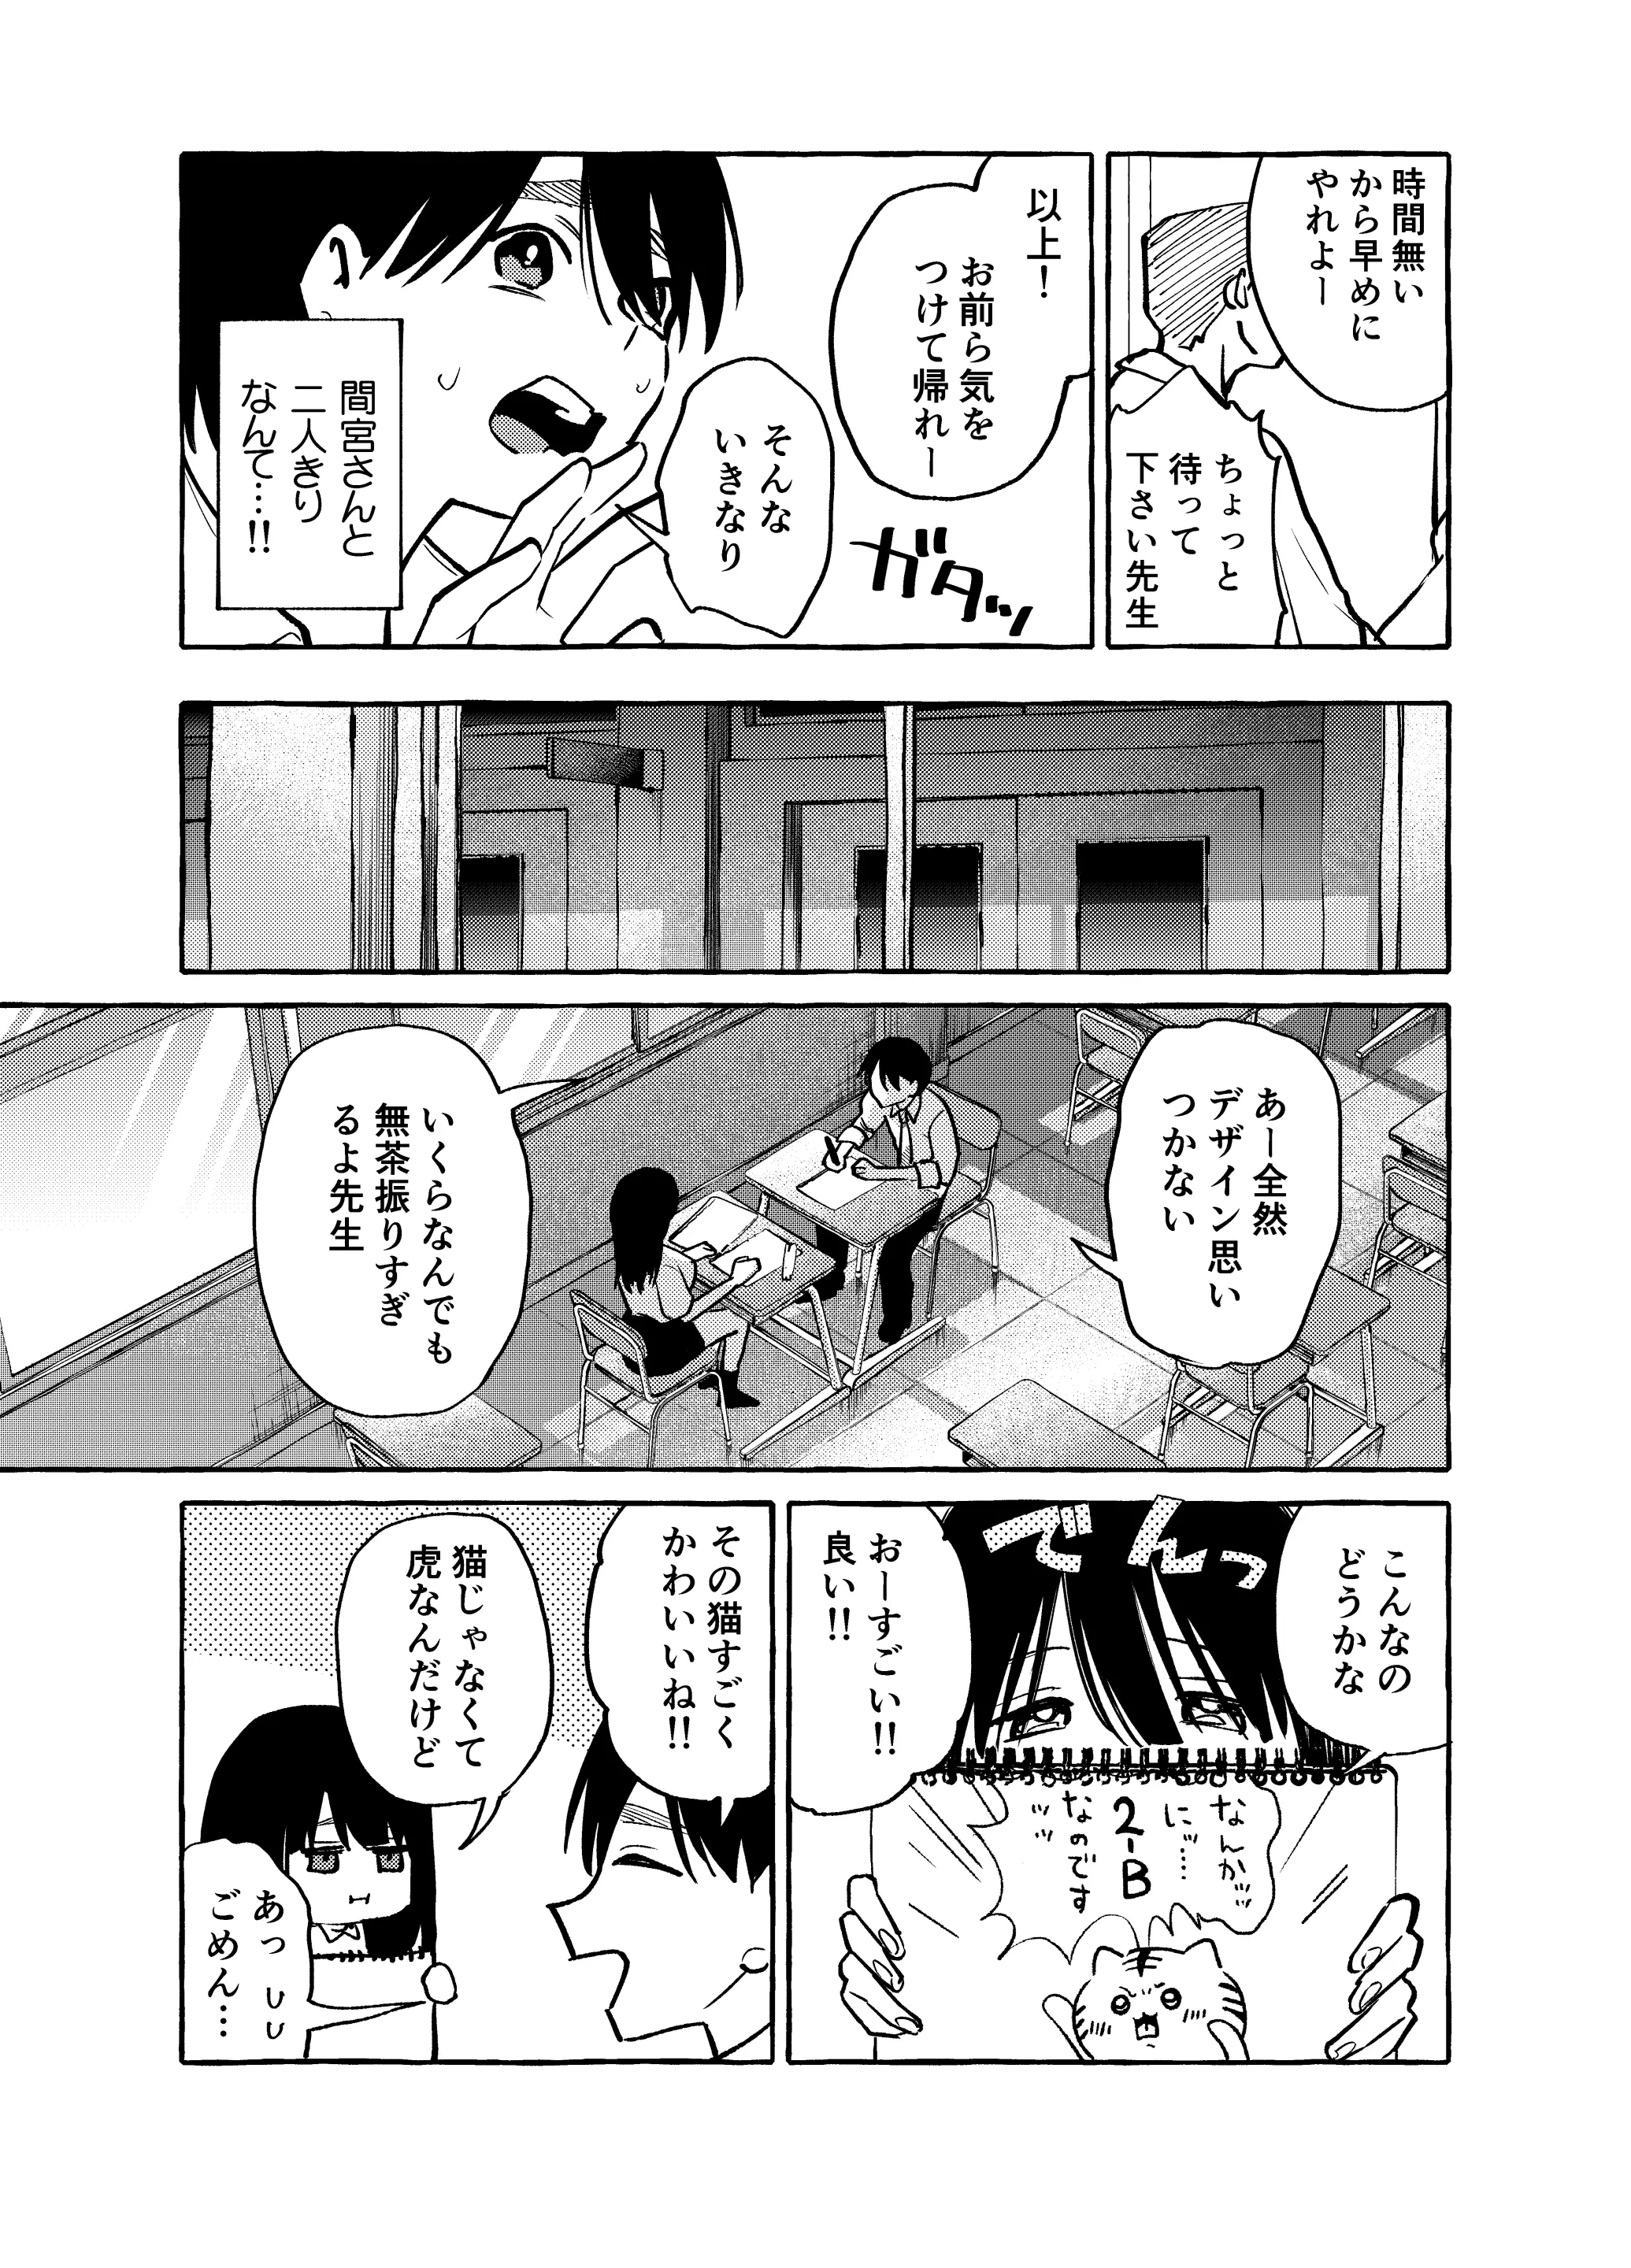 時間無い
から早めに
やれよー
ちょっと
待って
下さい先生
以上！
お前ら気を
つけて帰れー
ガタッ
そんな
いきなり
間宮さんと
二人きり
なんて…!!
あー全然
デザイン思い
つかない
いくらなんでも
無茶振りすぎ
るよ先生
こんなの
どうかな
でんっ
なんかッッ
にッ……
2-B
なのです
ッッ
おーすごい!!
良い!!
その猫すごく
かわいいね!!
猫じゃなくて
虎なんだけど
あっ
ごめん…